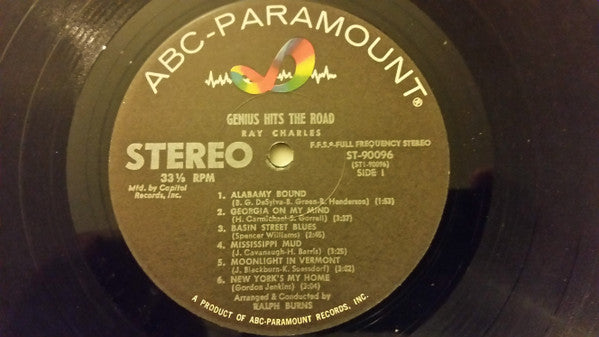 ABC-PARAMOUNT®
GENIUS HITS THE ROAD
RAY CHARLES
F.F.S.®-FULL FREQUENCY STEREO
STEREO
ST-90096
(ST1-90096)
33⅓ RPM
SIDE 1
Mfd. by Capitol
Records, Inc.
1. ALABAMY BOUND
(B. G. DeSylva-B. Green-R. Henderson) (1:53)
2. GEORGIA ON MY MIND
(H. Carmichael-S. Gorrell) (3:37)
3. BASIN STREET BLUES
(Spencer Williams) (2:45)
4. MISSISSIPPI MUD
(J. Cavanaugh-H. Barris) (3:25)
5. MOONLIGHT IN VERMONT
(J. Blackburn-K. Suessdorf) (3:02)
6. NEW YORK'S MY HOME
(Gordon Jenkins) (3:04)
Arranged & Conducted by
RALPH BURNS
A PRODUCT OF ABC-PARAMOUNT RECORDS, INC.